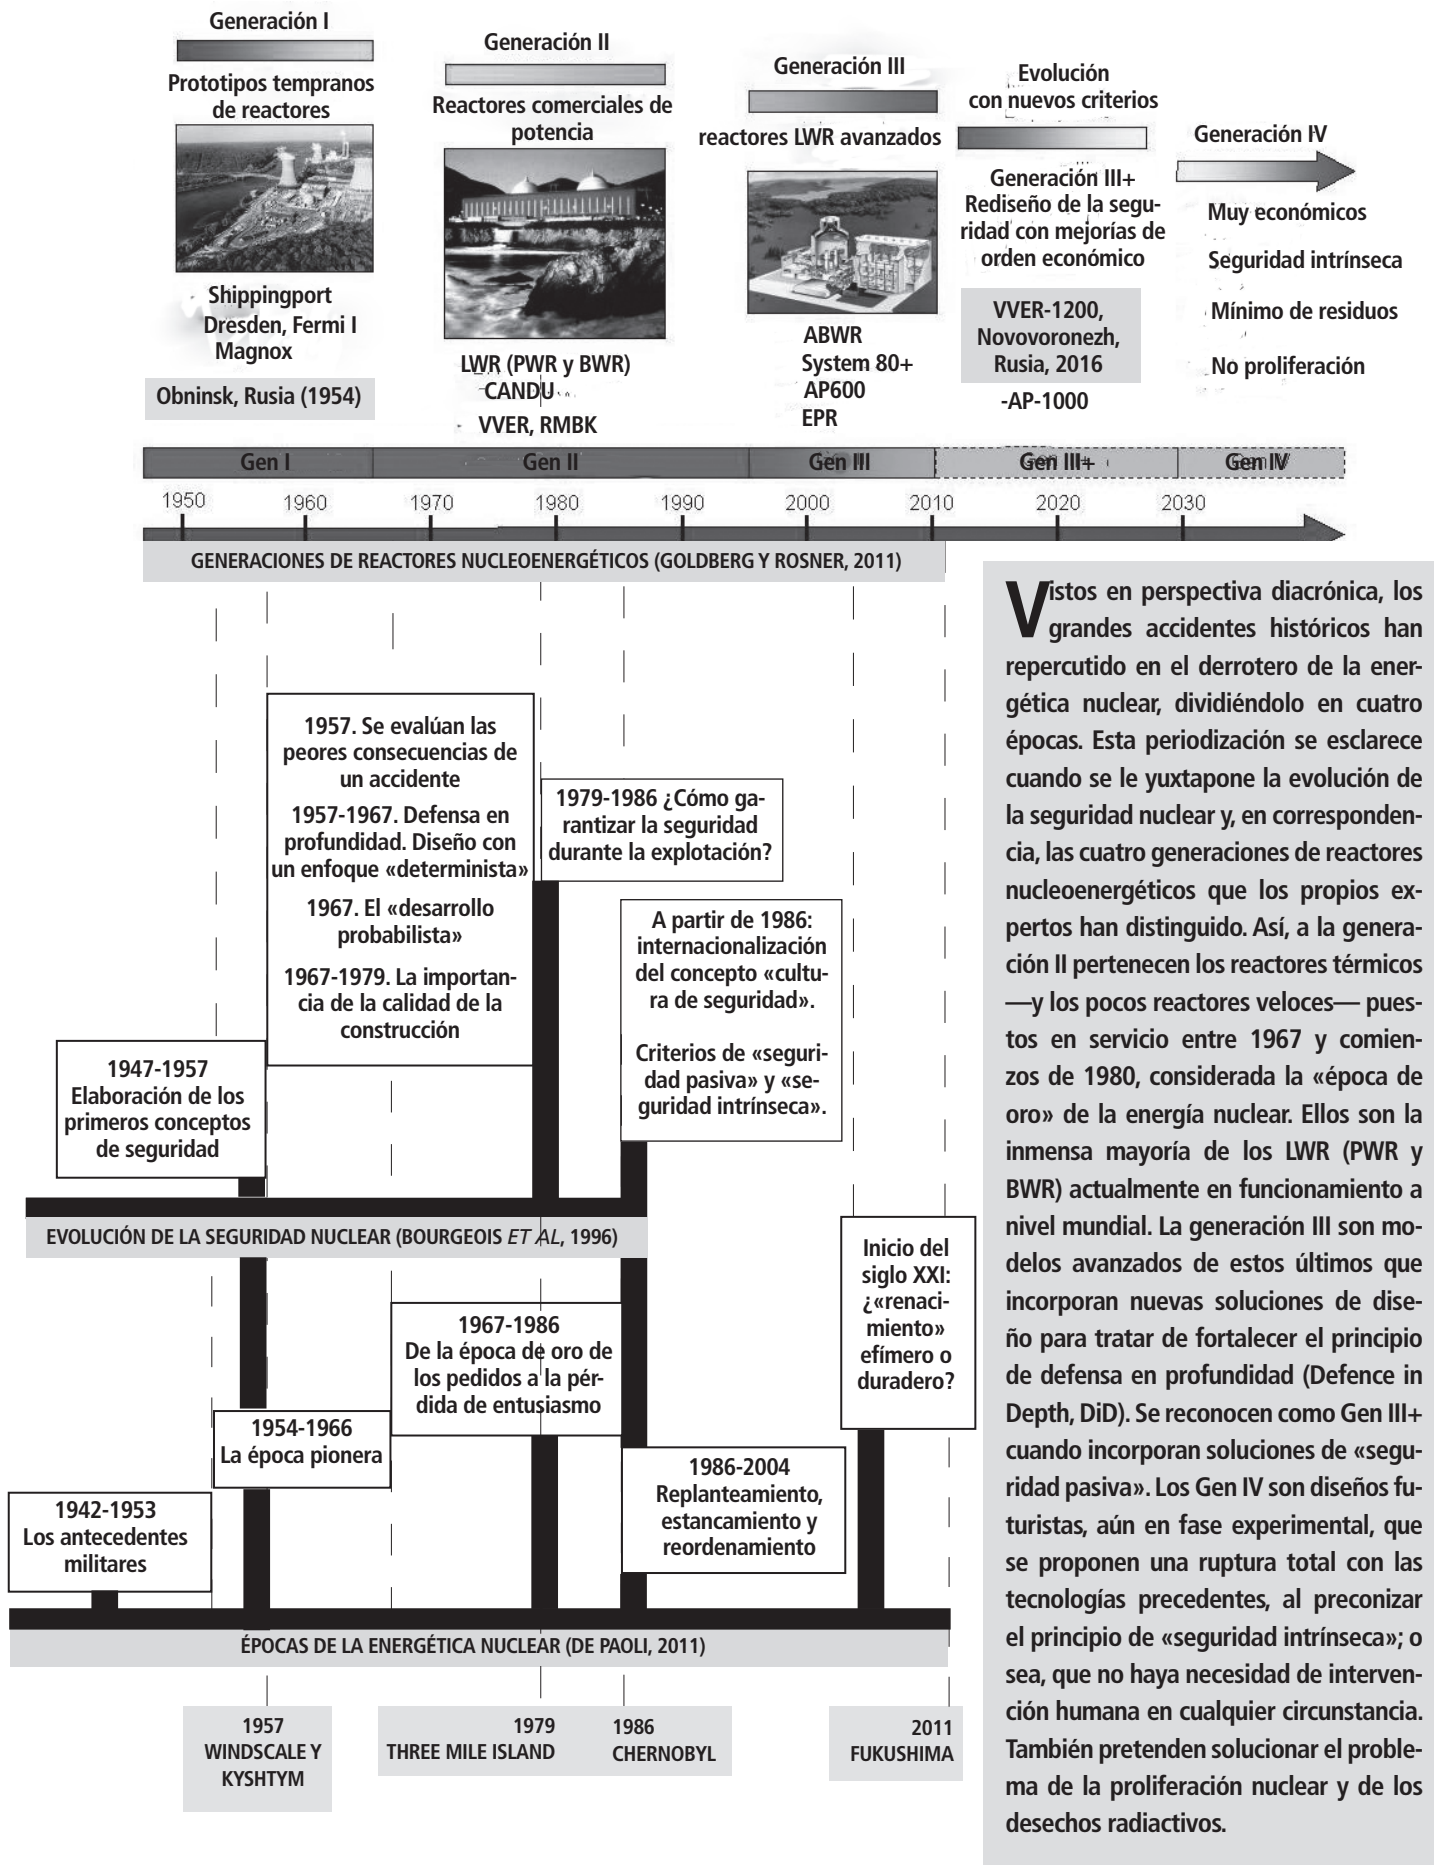 Generación I
Prototipos tempranos
de reactores
Shippingport
Dresden, Fermi I
Magnox
Obninsk, Rusia (1954)
Generación II
Reactores comerciales de
potencia
LWR (PWR y BWR)
CANDU
VVER, RMBK
Generación III
reactores LWR avanzados
ABWR
System 80+
AP600
EPR
Evolución
con nuevos criterios
Generación III+
Rediseño de la segu-
ridad con mejorías de
orden económico
VVER-1200,
Novovoronezh,
Rusia, 2016
-AP-1000
Generación IV
Muy económicos
Seguridad intrínseca
Mínimo de residuos
No proliferación
Gen I Gen II Gen III Gen III+ Gen IV
1950 1960 1970 1980 1990 2000 2010 2020 2030
GENERACIONES DE REACTORES NUCLEOENERGÉTICOS (GOLDBERG Y ROSNER, 2011)
1947-1957
Elaboración de los
primeros conceptos
de seguridad
1957. Se evalúan las
peores consecuencias de
un accidente
1957-1967. Defensa en
profundidad. Diseño con
un enfoque «determinista»
1967. El «desarrollo
probabilista»
1967-1979. La importan-
cia de la calidad de la
construcción
1979-1986 ¿Cómo ga-
rantizar la seguridad
durante la explotación?
A partir de 1986:
internacionalización
del concepto «cultu-
ra de seguridad».
Criterios de «seguri-
dad pasiva» y «se-
guridad intrínseca».
EVOLUCIÓN DE LA SEGURIDAD NUCLEAR (BOURGEOIS ET AL, 1996)
1942-1953
Los antecedentes
militares
1954-1966
La época pionera
1967-1986
De la época de oro de
los pedidos a la pér-
dida de entusiasmo
1986-2004
Replanteamiento,
estancamiento y
reordenamiento
Inicio del
siglo XXI:
¿«renaci-
miento»
efímero o
duradero?
ÉPOCAS DE LA ENERGÉTICA NUCLEAR (DE PAOLI, 2011)
1957
WINDSCALE Y
KYSHTYM
1979
THREE MILE ISLAND
1986
CHERNOBYL
2011
FUKUSHIMA
Vistos en perspectiva diacrónica, los
grandes accidentes históricos han
repercutido en el derrotero de la ener-
gética nuclear, dividiéndolo en cuatro
épocas. Esta periodización se esclarece
cuando se le yuxtapone la evolución de
la seguridad nuclear y, en corresponden-
cia, las cuatro generaciones de reactores
nucleoenergéticos que los propios ex-
pertos han distinguido. Así, a la genera-
ción II pertenecen los reactores térmicos
—y los pocos reactores veloces— pues-
tos en servicio entre 1967 y comien-
zos de 1980, considerada la «época de
oro» de la energía nuclear. Ellos son la
inmensa mayoría de los LWR (PWR y
BWR) actualmente en funcionamiento a
nivel mundial. La generación III son mo-
delos avanzados de estos últimos que
incorporan nuevas soluciones de dise-
ño para tratar de fortalecer el principio
de defensa en profundidad (Defence in
Depth, DiD). Se reconocen como Gen III+
cuando incorporan soluciones de «segu-
ridad pasiva». Los Gen IV son diseños fu-
turistas, aún en fase experimental, que
se proponen una ruptura total con las
tecnologías precedentes, al preconizar
el principio de «seguridad intrínseca»; o
sea, que no haya necesidad de interven-
ción humana en cualquier circunstancia.
También pretenden solucionar el proble-
ma de la proliferación nuclear y de los
desechos radiactivos.